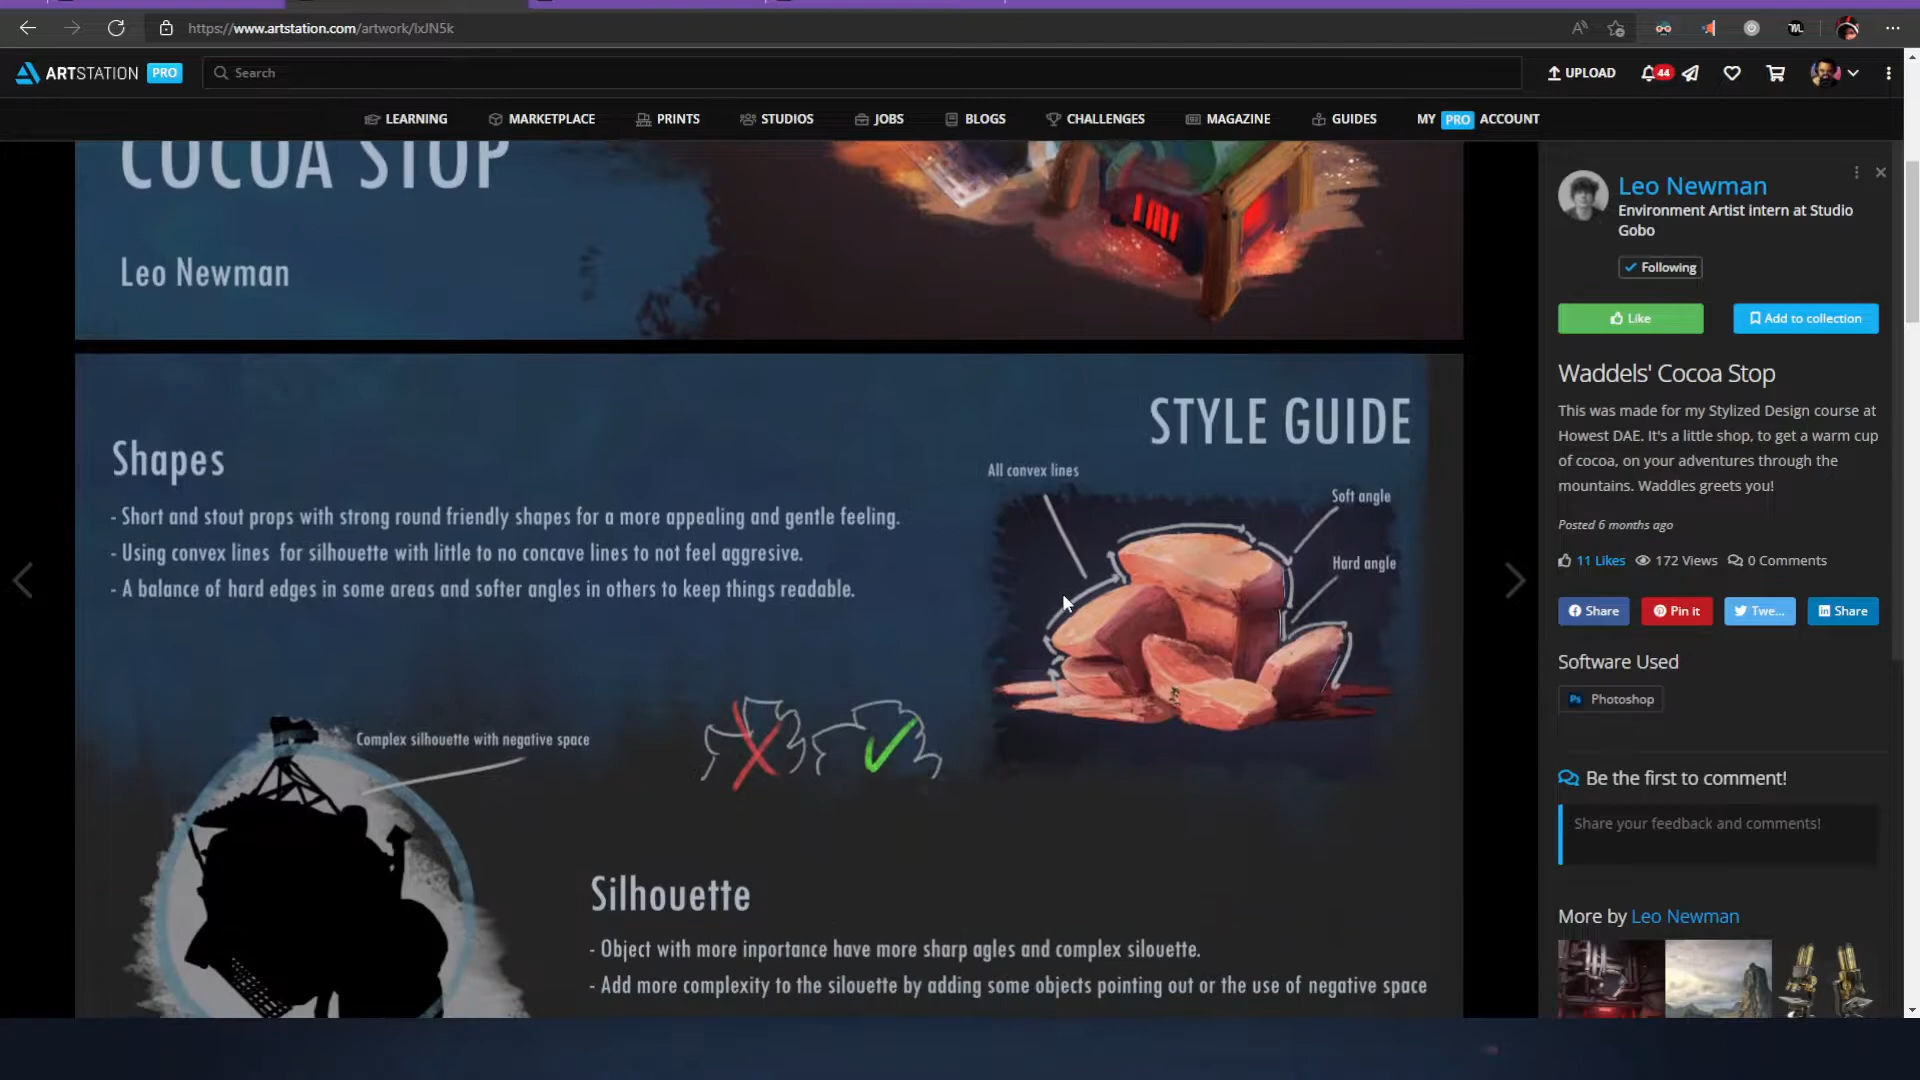 https://www.artstation.com/artwork/lxJN5k
ARTSTATION PRO
Search
UPLOAD
44
LEARNING
MARKETPLACE
PRINTS
STUDIOS
JOBS
BLOGS
CHALLENGES
MAGAZINE
GUIDES
MY PRO ACCOUNT
COCOA STOP
Leo Newman
STYLE GUIDE
Shapes
- Short and stout props with strong round friendly shapes for a more appealing and gentle feeling.
- Using convex lines for silhouette with little to no concave lines to not feel aggresive.
- A balance of hard edges in some areas and softer angles in others to keep things readable.
All convex lines
Soft angle
Hard angle
Complex silhouette with negative space
Silhouette
- Object with more inportance have more sharp agles and complex silouette.
- Add more complexity to the silouette by adding some objects pointing out or the use of negative space
Leo Newman
Environment Artist intern at Studio
Gobo
Following
Like
Add to collection
Waddels' Cocoa Stop
This was made for my Stylized Design course at
Howest DAE. It's a little shop, to get a warm cup
of cocoa, on your adventures through the
mountains. Waddles greets you!
Posted 6 months ago
11 Likes 172 Views 0 Comments
Share
Pin it
Twe...
Share
Software Used
Ps Photoshop
Be the first to comment!
Share your feedback and comments!
More by Leo Newman